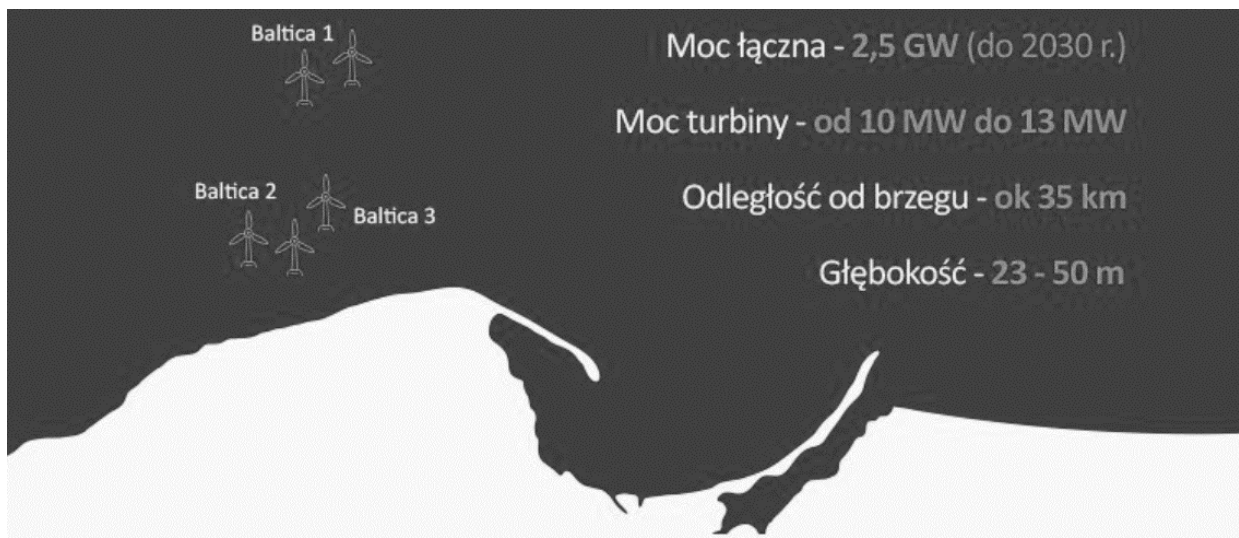 Baltica 1
Baltica 2
Baltica 3
Moc łączna - 2,5 GW (do 2030 r.)
Moc turbiny - od 10 MW do 13 MW
Odległość od brzegu - ok 35 km
Głębokość - 23 - 50 m